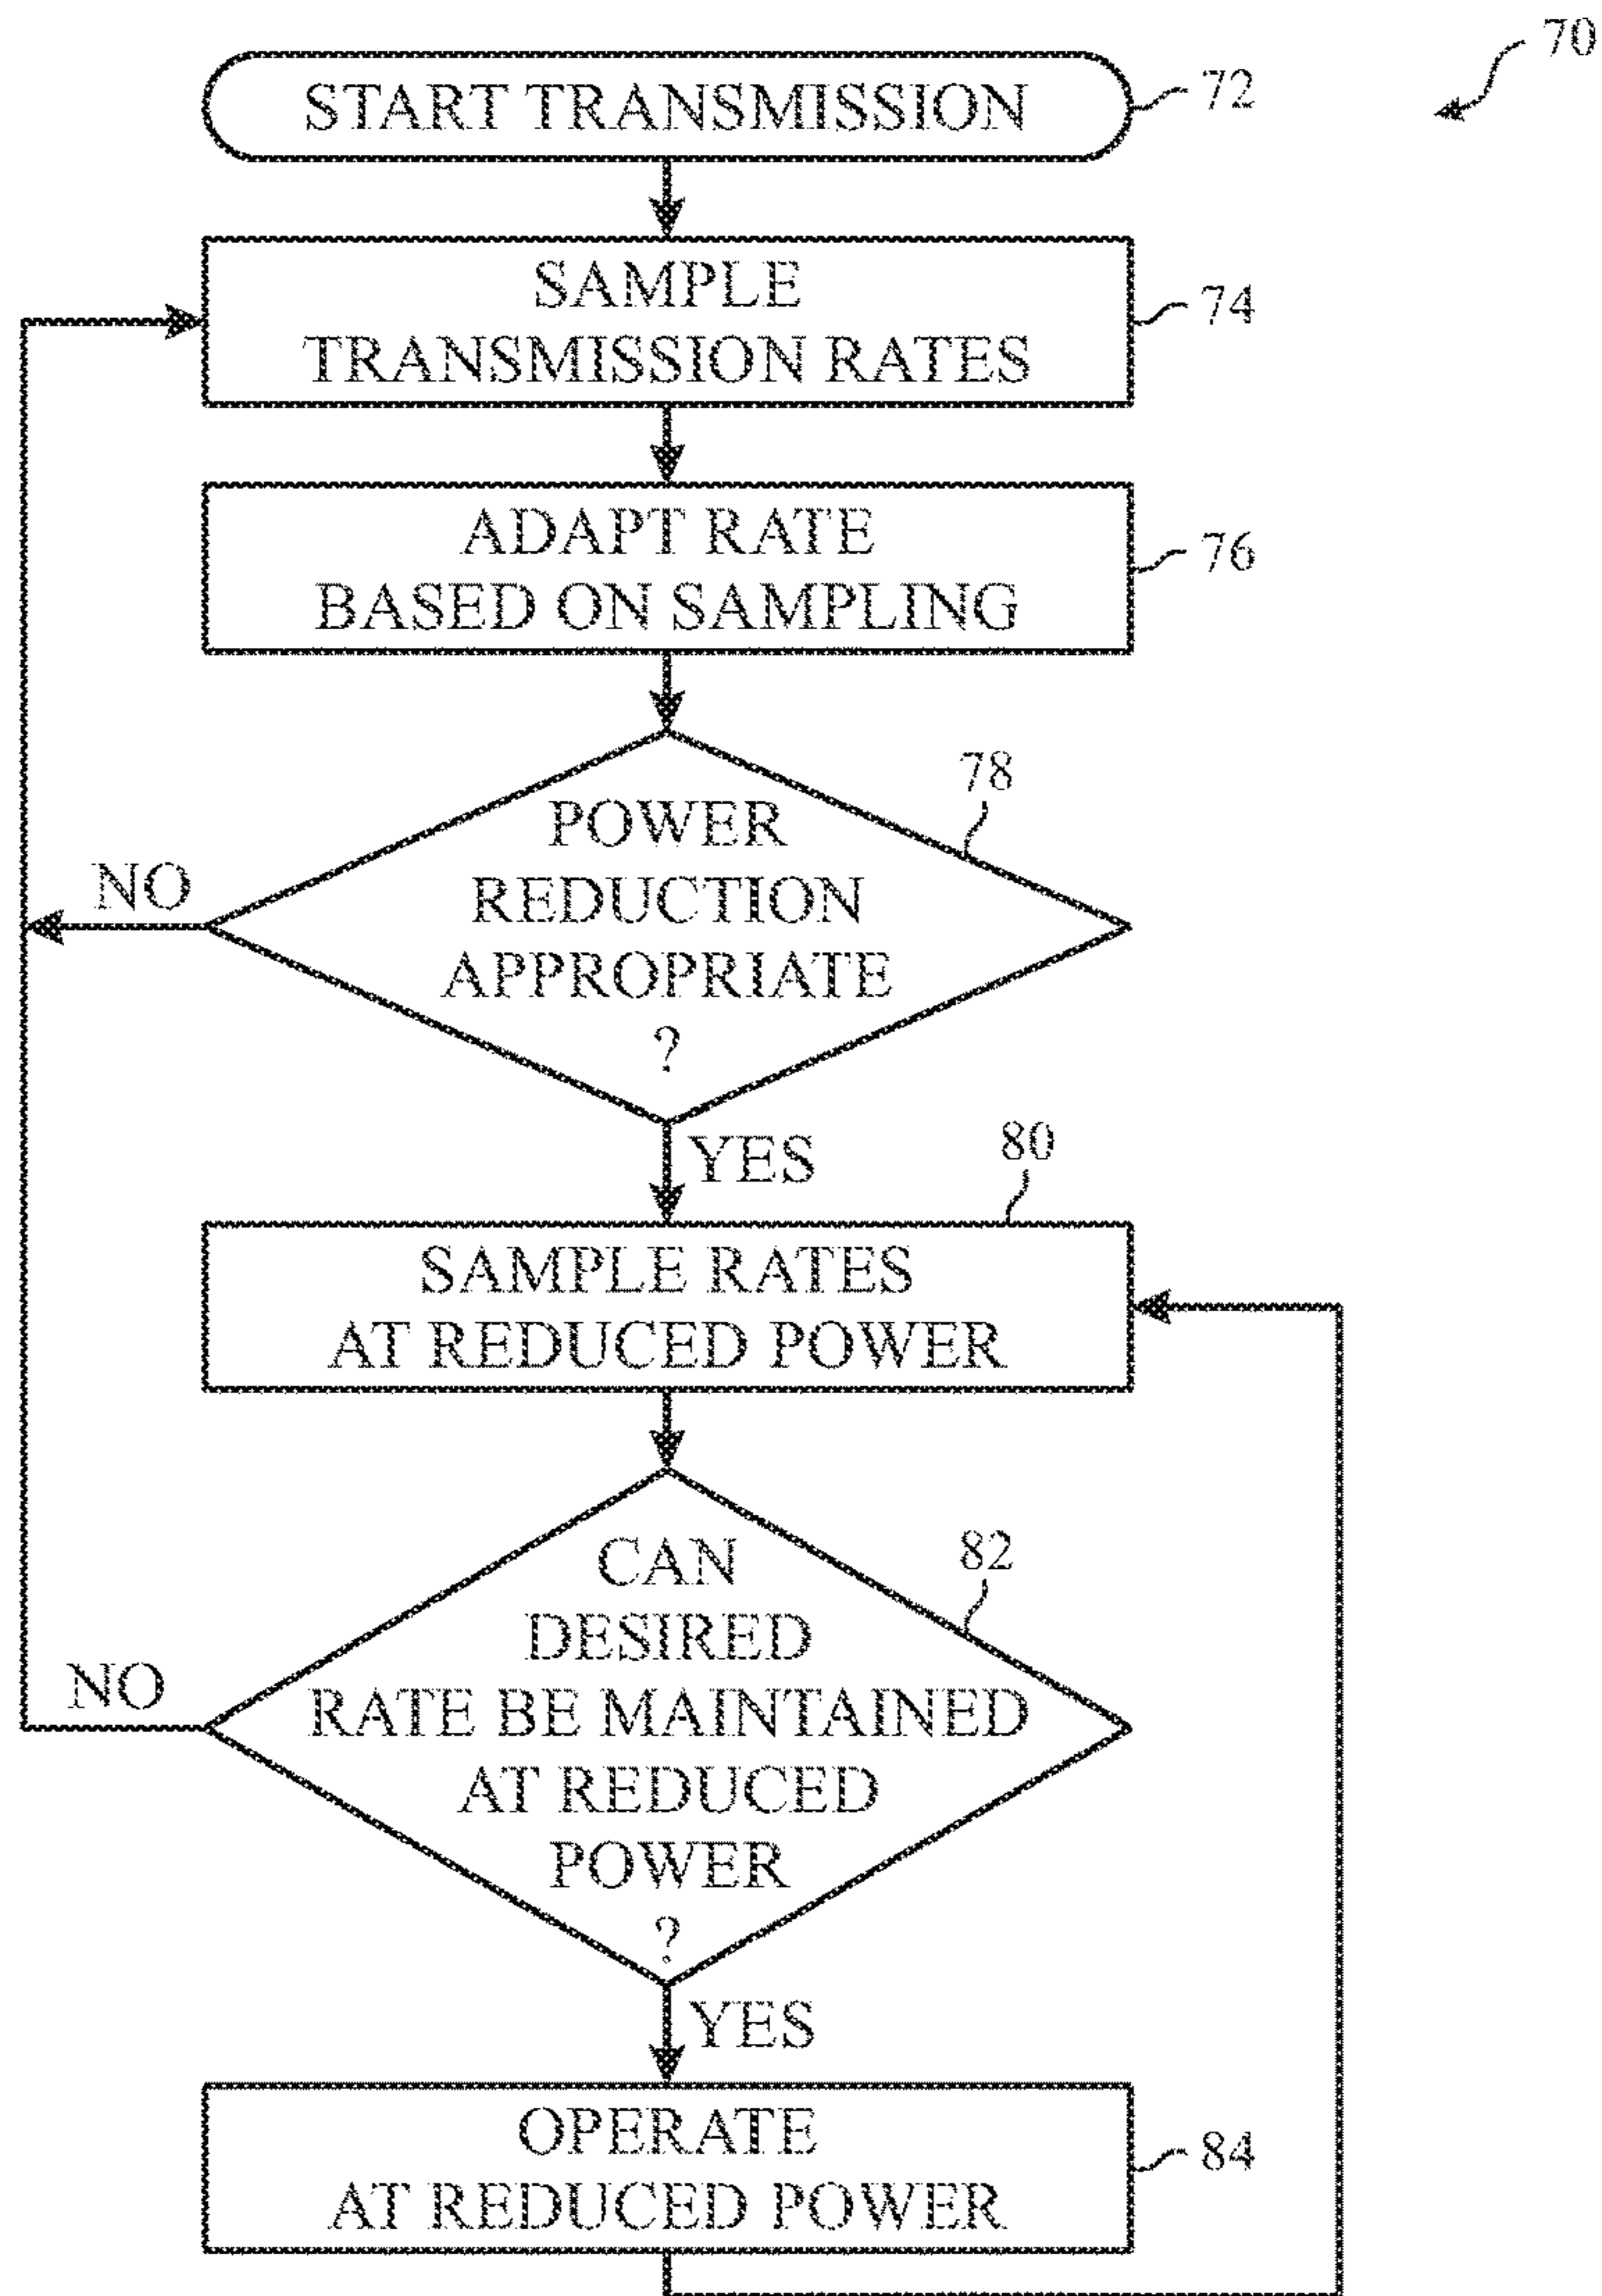 70
START TRANSMISSION
72
SAMPLE
TRANSMISSION RATES
74
ADAPT RATE
BASED ON SAMPLING
76
78
POWER
REDUCTION
APPROPRIATE
?
NO
YES
80
SAMPLE RATES
AT REDUCED POWER
82
CAN
DESIRED
RATE BE MAINTAINED
AT REDUCED
POWER
?
NO
YES
OPERATE
AT REDUCED POWER
84